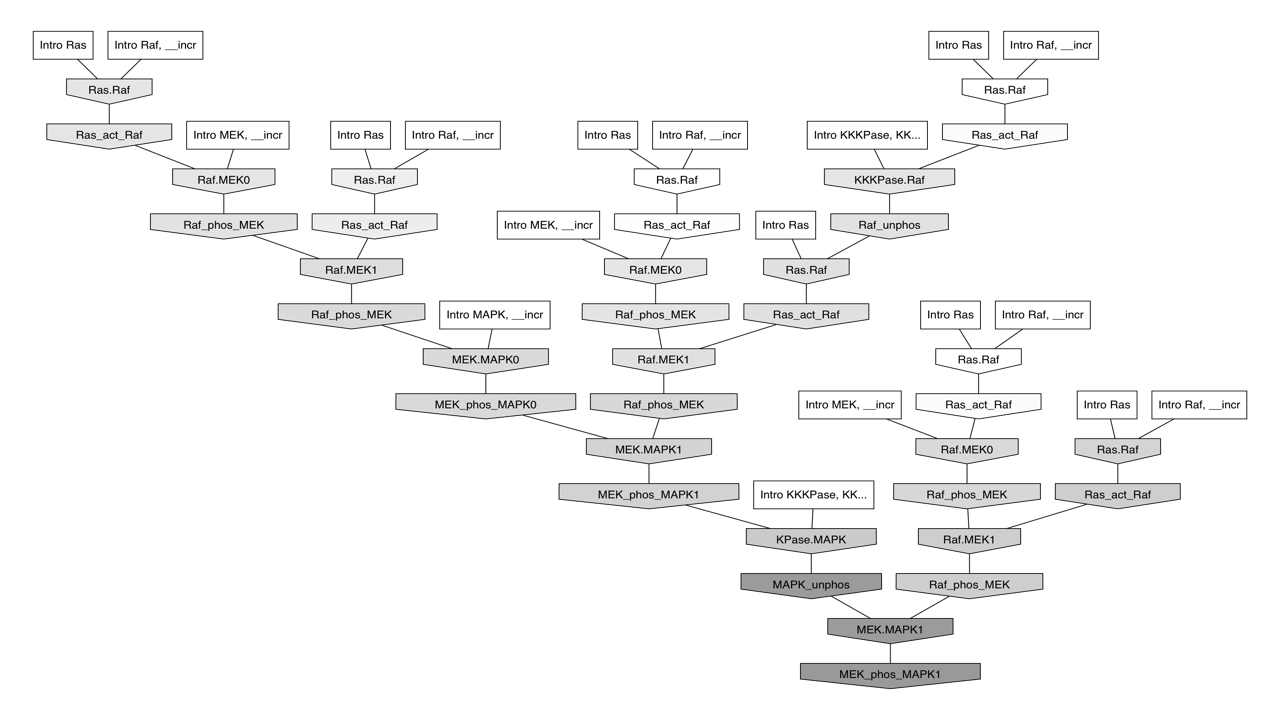 Intro Ras
Intro Raf, __incr
Intro Ras
Intro Raf, __incr
Ras.Raf
Ras.Raf
Ras_act_Raf
Intro MEK, __incr
Intro Ras
Intro Raf, __incr
Intro Ras
Intro Raf, __incr
Intro KKKPase, KK...
Ras_act_Raf
Raf.MEK0
Ras.Raf
Ras.Raf
KKKPase.Raf
Raf_phos_MEK
Ras_act_Raf
Intro MEK, __incr
Ras_act_Raf
Intro Ras
Raf_unphos
Raf.MEK1
Raf.MEK0
Ras.Raf
Raf_phos_MEK
Intro MAPK, __incr
Raf_phos_MEK
Ras_act_Raf
Intro Ras
Intro Raf, __incr
MEK.MAPK0
Raf.MEK1
Ras.Raf
MEK_phos_MAPK0
Raf_phos_MEK
Intro MEK, __incr
Ras_act_Raf
Intro Ras
Intro Raf, __incr
MEK.MAPK1
Raf.MEK0
Ras.Raf
MEK_phos_MAPK1
Intro KKKPase, KK...
Raf_phos_MEK
Ras_act_Raf
KPase.MAPK
Raf.MEK1
MAPK_unphos
Raf_phos_MEK
MEK.MAPK1
MEK_phos_MAPK1